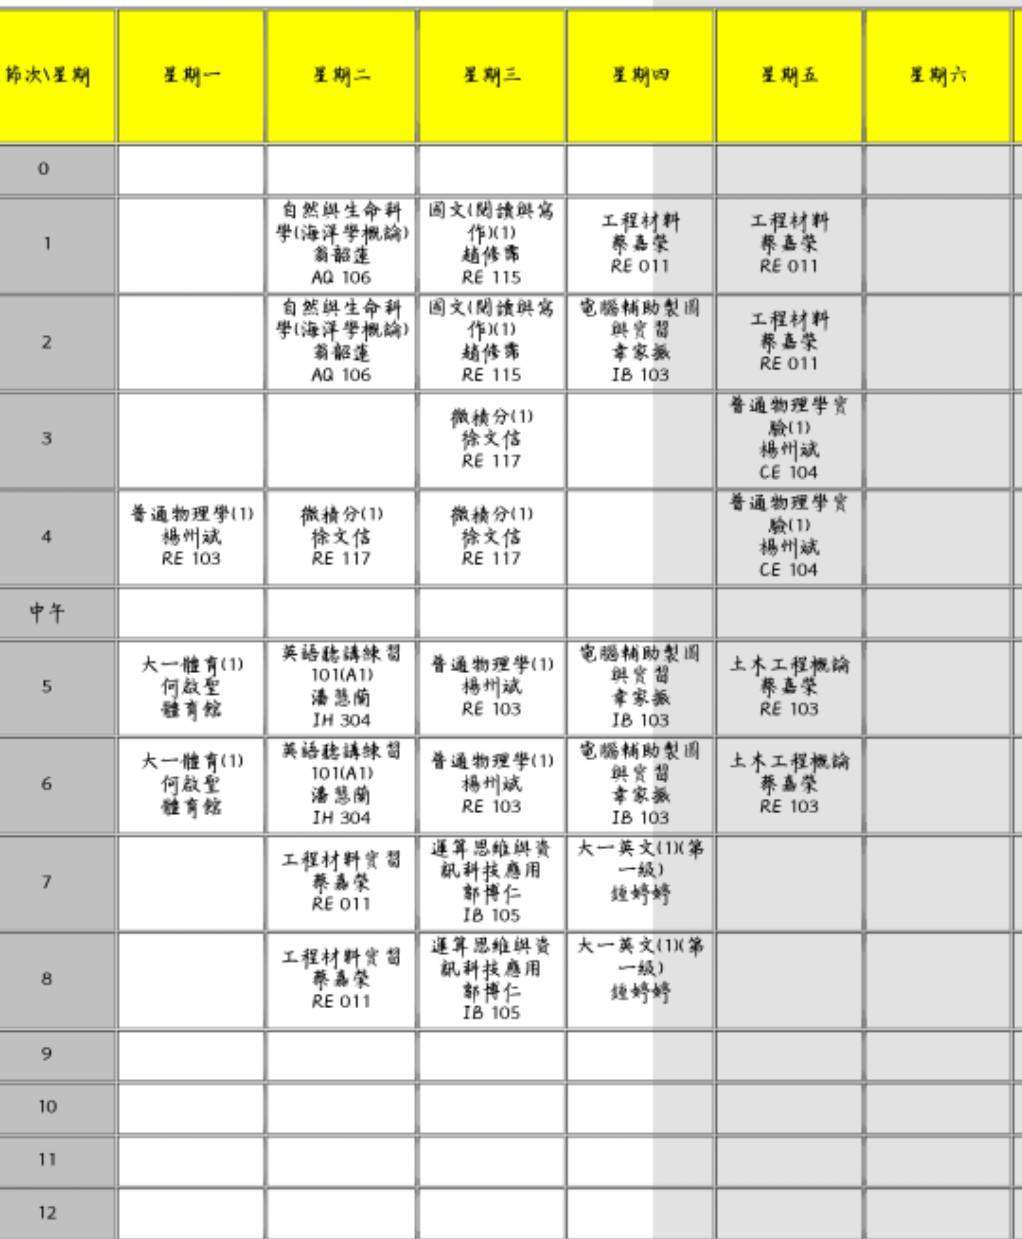 節次\星期 星期一 星期二 星期三 星期四 星期五 星期六
0
1
自然與生命科
學(海洋學概論)
翁韶蓮
AQ 106
國文(閱讀與寫
作)(1)
趙修霈
RE 115
工程材料
蔡嘉榮
RE 011
工程材料
蔡嘉榮
RE 011
2
自然與生命科
學(海洋學概論)
翁韶蓮
AQ 106
國文(閱讀與寫
作)(1)
趙修霈
RE 115
電腦輔助製圖
與實習
韋家振
IB 103
工程材料
蔡嘉榮
RE 011
3
微積分(1)
徐文信
RE 117
普通物理學實
驗(1)
楊州斌
CE 104
4
普通物理學(1)
楊州斌
RE 103
微積分(1)
徐文信
RE 117
微積分(1)
徐文信
RE 117
普通物理學實
驗(1)
楊州斌
CE 104
中午
5
大一體育(1)
何啟聖
體育館
英語聽講練習
101(A1)
潘慧蘭
IH 304
普通物理學(1)
楊州斌
RE 103
電腦輔助製圖
與實習
韋家振
IB 103
土木工程概論
蔡嘉榮
RE 103
6
大一體育(1)
何啟聖
體育館
英語聽講練習
101(A1)
潘慧蘭
IH 304
普通物理學(1)
楊州斌
RE 103
電腦輔助製圖
與實習
韋家振
IB 103
土木工程概論
蔡嘉榮
RE 103
7
工程材料實習
蔡嘉榮
RE 011
運算思維與資
訊科技應用
鄒博仁
IB 105
大一英文(1)(第
一級)
鍾婷婷
8
工程材料實習
蔡嘉榮
RE 011
運算思維與資
訊科技應用
鄒博仁
IB 105
大一英文(1)(第
一級)
鍾婷婷
9
10
11
12